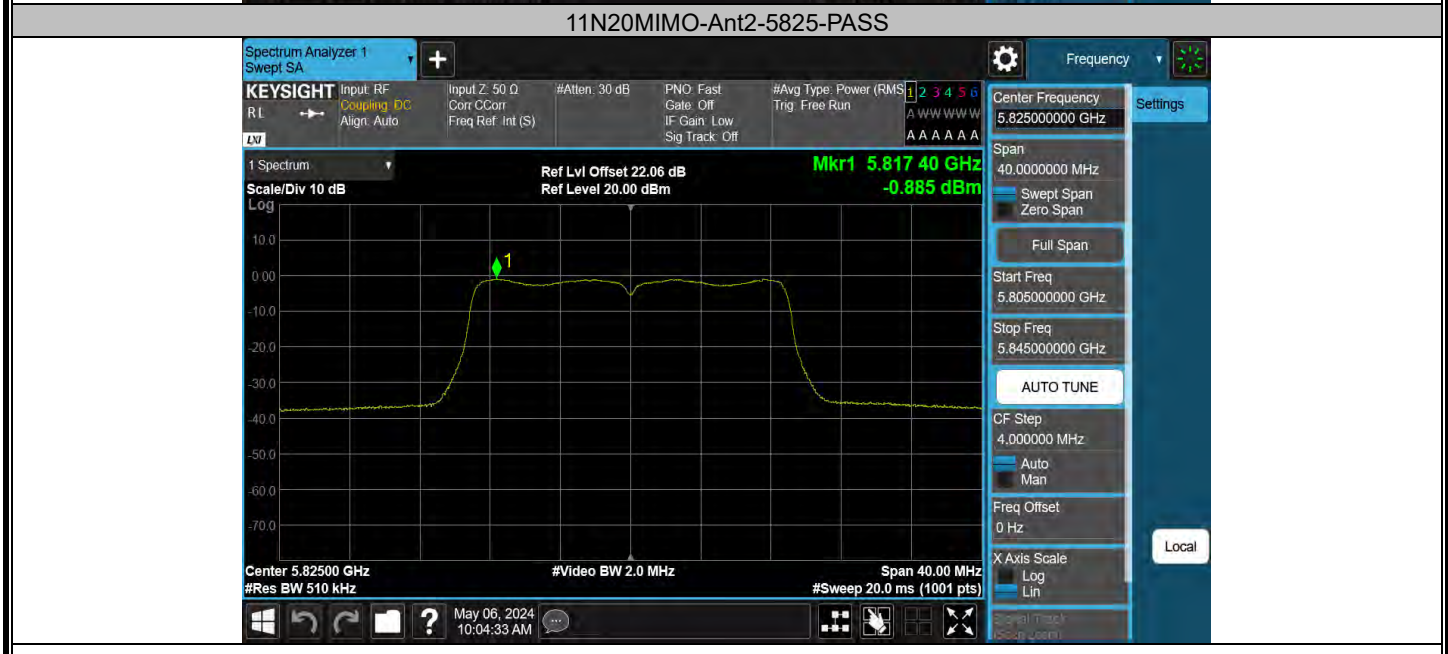 11N20MIMO-Ant2-5825-PASS
Spectrum Analyzer 1
Swept SA
Frequency
KEYSIGHT
RL
LXI
Input: RF
Coupling: DC
Align: Auto
Input Z: 50 Ω
Corr CCorr
Freq Ref: Int (S)
#Atten: 30 dB
PNO: Fast
Gate: Off
IF Gain: Low
Sig Track: Off
#Avg Type: Power (RMS
Trig: Free Run
1 2 3 4 5 6
A W W W W W
A A A A A A
Center Frequency
5.825000000 GHz
Settings
1 Spectrum
Scale/Div 10 dB
Log
Ref Lvl Offset 22.06 dB
Ref Level 20.00 dBm
Mkr1 5.817 40 GHz
-0.885 dBm
Span
40.0000000 MHz
Swept Span
Zero Span
Full Span
Start Freq
5.805000000 GHz
Stop Freq
5.845000000 GHz
AUTO TUNE
CF Step
4.000000 MHz
Auto
Man
Freq Offset
0 Hz
X Axis Scale
Log
Lin
Local
1
10.0
0.00
-10.0
-20.0
-30.0
-40.0
-50.0
-60.0
-70.0
Center 5.82500 GHz
#Res BW 510 kHz
#Video BW 2.0 MHz
Span 40.00 MHz
#Sweep 20.0 ms (1001 pts)
May 06, 2024
10:04:33 AM